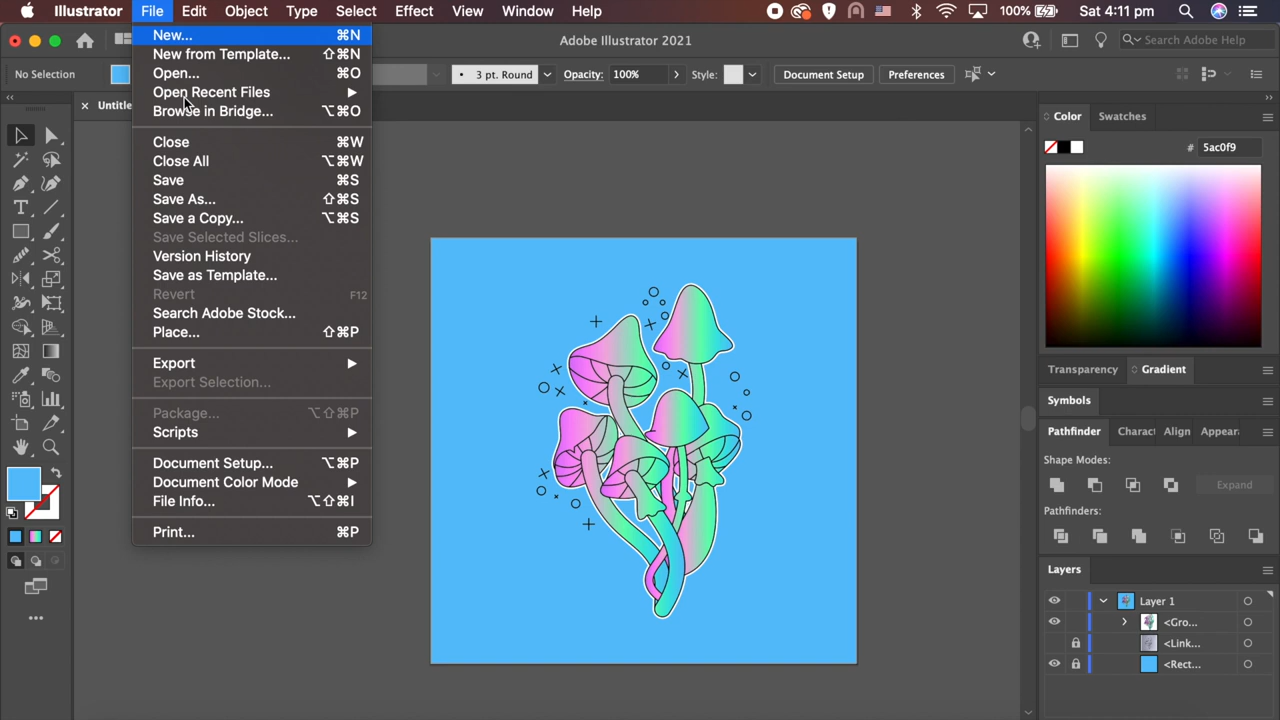 Illustrator File Edit Object Type Select Effect View Window Help 100% Sat 4:11 pm
Adobe Illustrator 2021 Search Adobe Help
No Selection 3 pt. Round Opacity: 100% Style: Document Setup Preferences
Untitle
New... ⌘N
New from Template... ⇧⌘N
Open... ⌘O
Open Recent Files
Browse in Bridge... ⌥⌘O
Close ⌘W
Close All ⌥⌘W
Save ⌘S
Save As... ⇧⌘S
Save a Copy... ⌥⌘S
Save Selected Slices...
Version History
Save as Template...
Revert F12
Search Adobe Stock...
Place... ⇧⌘P
Export
Export Selection...
Package... ⌥⇧⌘P
Scripts
Document Setup... ⌥⌘P
Document Color Mode
File Info... ⌥⇧⌘I
Print... ⌘P
Color Swatches
# 5ac0f9
Transparency Gradient
Symbols
Pathfinder Charact Align Appear
Shape Modes:
Expand
Pathfinders:
Layers
Layer 1
<Gro...
<Link...
<Rect...